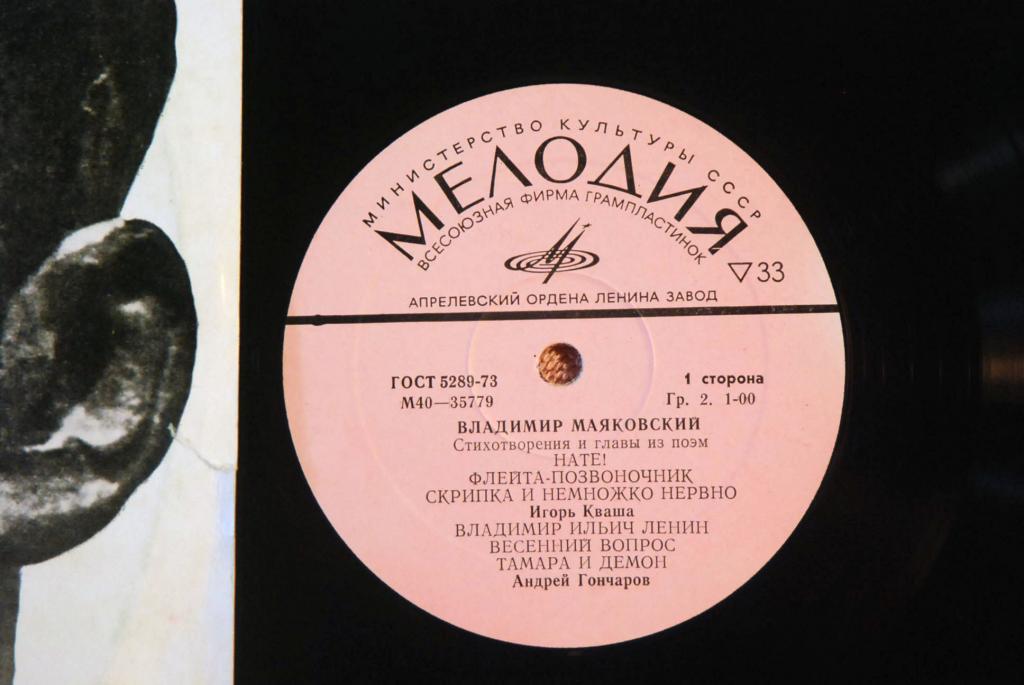 МИНИСТЕРСТВО КУЛЬТУРЫ СССР
МЕЛОДИЯ
ВСЕСОЮЗНАЯ ФИРМА ГРАМПЛАСТИНОК
▽33
АПРЕЛЕВСКИЙ ОРДЕНА ЛЕНИНА ЗАВОД
ГОСТ 5289-73
1 сторона
М40—35779
Гр. 2. 1-00
ВЛАДИМИР МАЯКОВСКИЙ
Стихотворения и главы из поэм
НАТЕ!
ФЛЕЙТА-ПОЗВОНОЧНИК
СКРИПКА И НЕМНОЖКО НЕРВНО
Игорь Кваша
ВЛАДИМИР ИЛЬИЧ ЛЕНИН
ВЕСЕННИЙ ВОПРОС
ТАМАРА И ДЕМОН
Андрей Гончаров